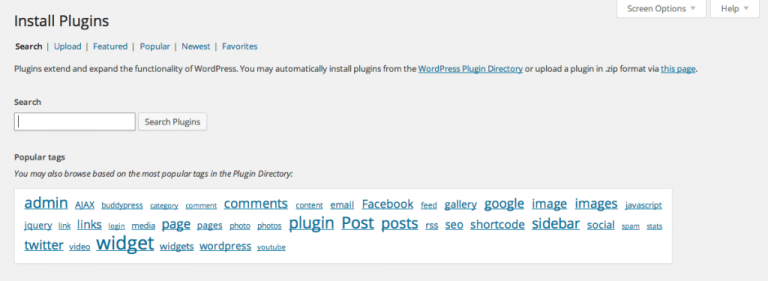 Screen Options ▼ Help ▼
Install Plugins
Search | Upload | Featured | Popular | Newest | Favorites
Plugins extend and expand the functionality of WordPress. You may automatically install plugins from the WordPress Plugin Directory or upload a plugin in .zip format via this page.
Search
Search Plugins
Popular tags
You may also browse based on the most popular tags in the Plugin Directory:
admin AJAX buddypress category comment comments content email Facebook feed gallery google image images javascript
jquery link links login media page pages photo photos plugin Post posts rss seo shortcode sidebar social spam stats
twitter video widget widgets wordpress youtube